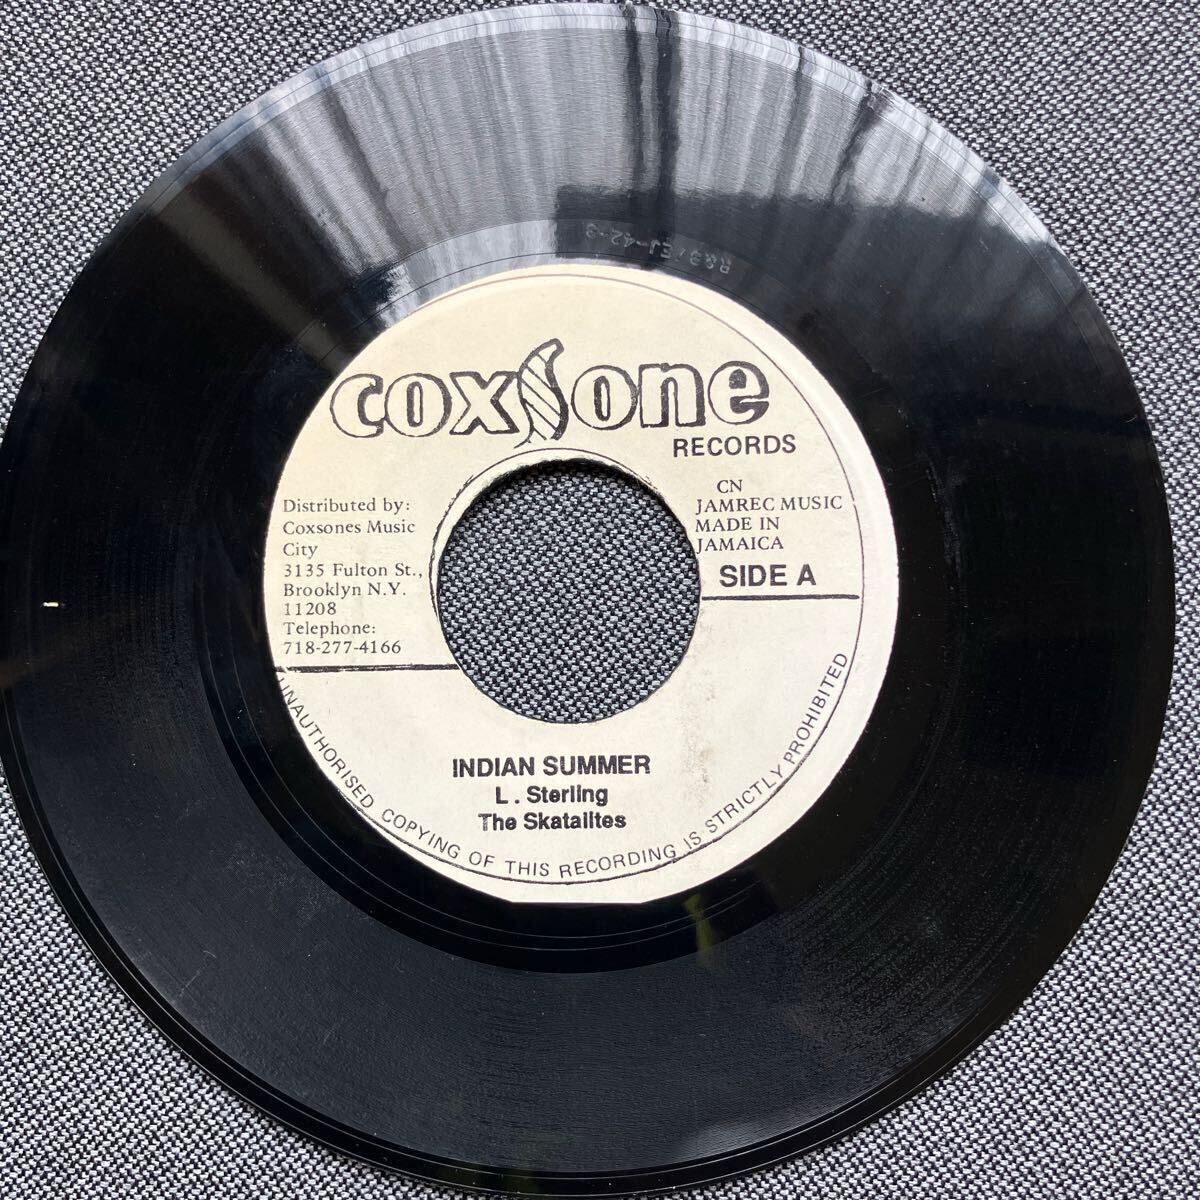 coxsone
RECORDS
Distributed by:
Coxsones Music
City
3135 Fulton St.,
Brooklyn N.Y.
11208
Telephone:
718-277-4166
CN
JAMREC MUSIC
MADE IN
JAMAICA
SIDE A
INDIAN SUMMER
L . Sterling
The Skatalites
UNAUTHORISED COPYING OF THIS RECORDING IS STRICTLY PROHIBITED